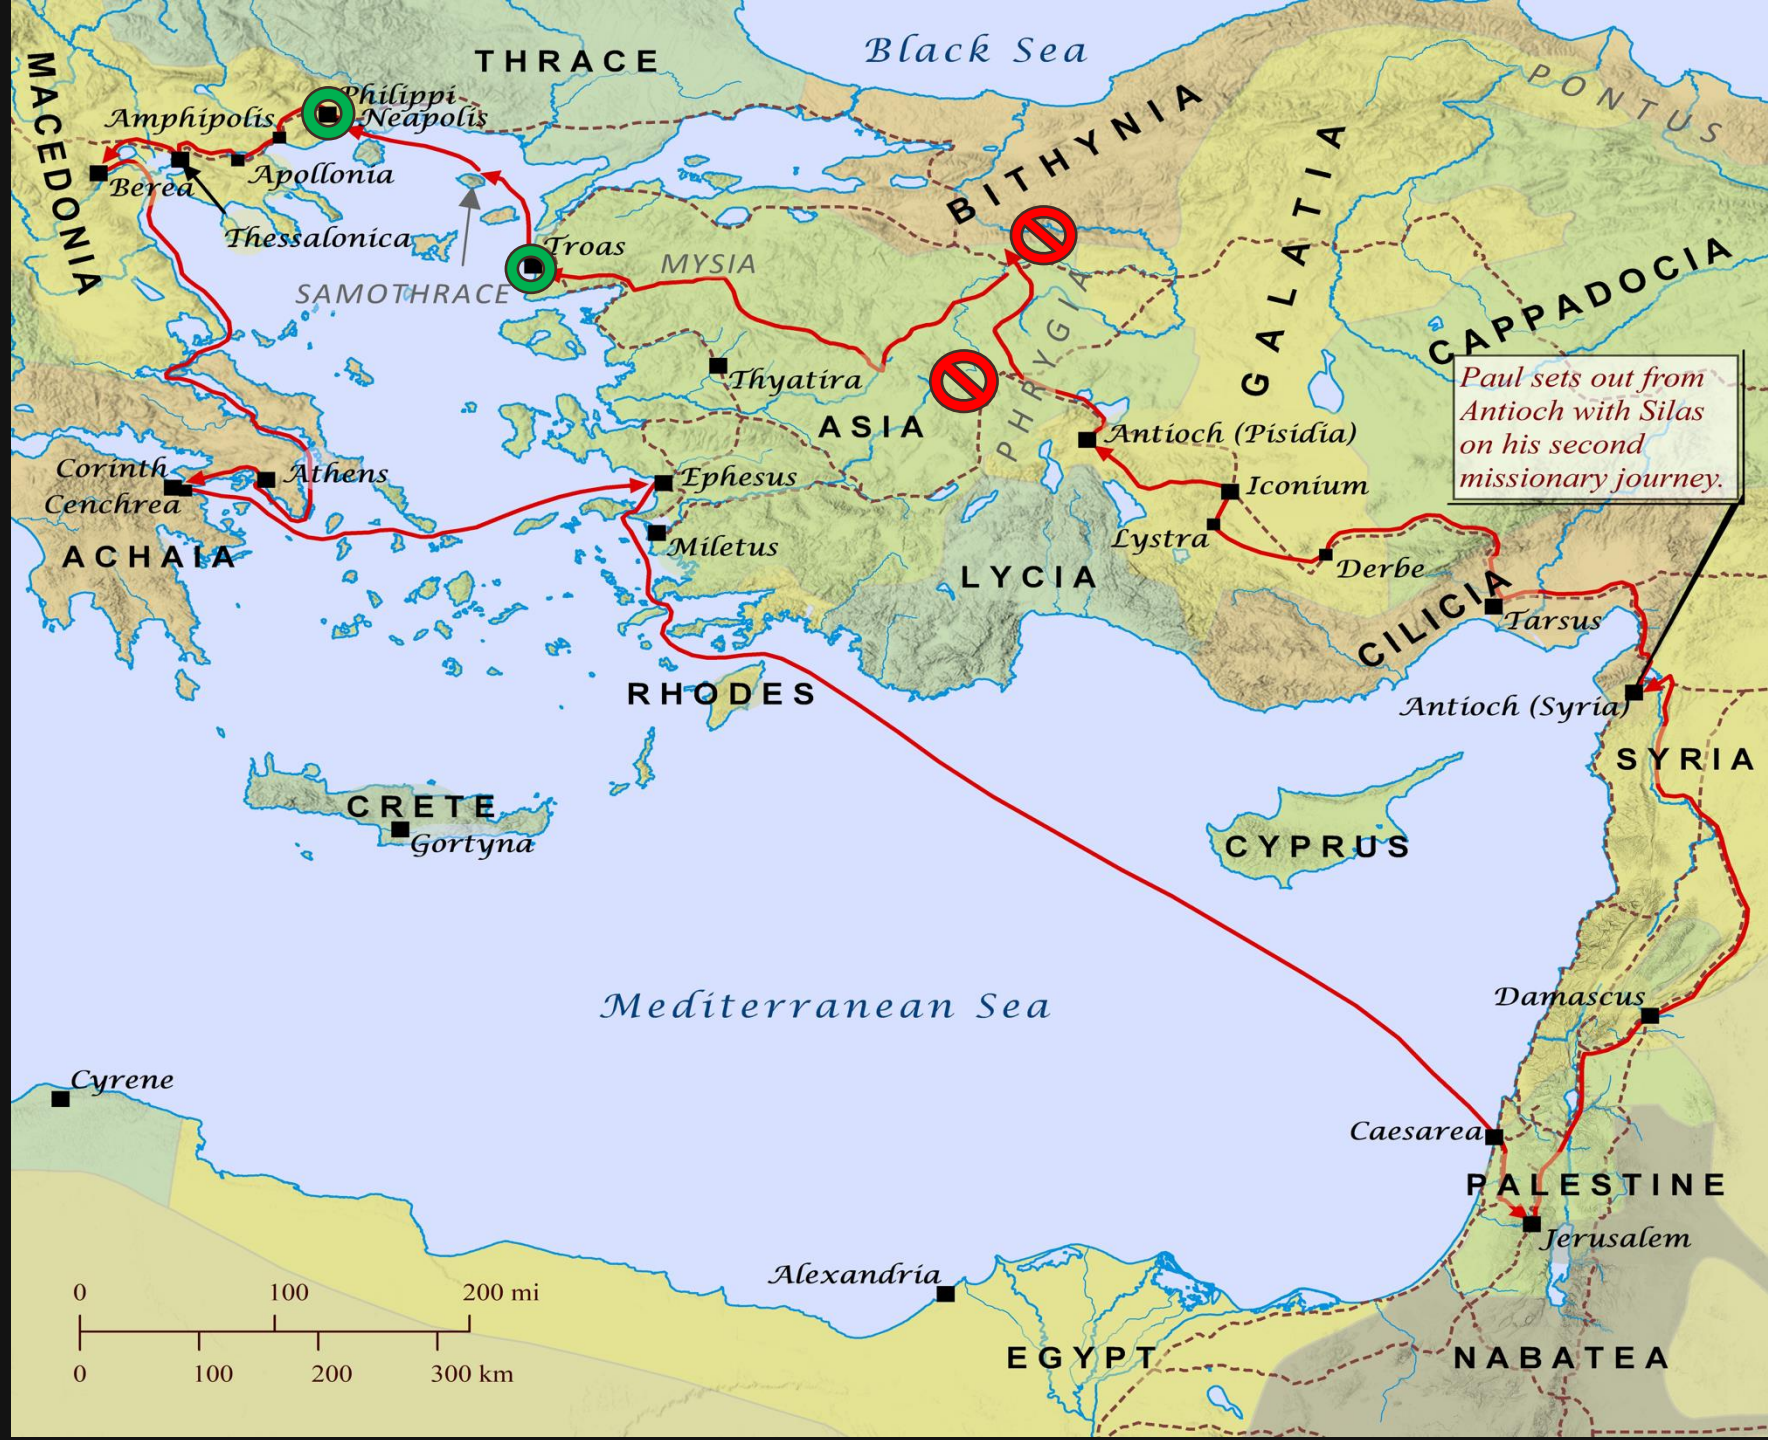 Black Sea
THRACE
MACEDONIA
Philippi
Neapolis
Amphipolis
Apollonia
Berea
Thessalonica
SAMOTHRACE
Troas
MYSIA
BITHYNIA
PONTUS
GALATIA
PHRYGIA
CAPPADOCIA
Paul sets out from
Antioch with Silas
on his second
missionary journey.
Thyatira
ASIA
Antioch (Pisidia)
Iconium
Lystra
Derbe
Corinth
Cenchrea
Athens
ACHAIA
Ephesus
Miletus
LYCIA
CILICIA
Tarsus
Antioch (Syria)
SYRIA
RHODES
CRETE
Gortyna
CYPRUS
Mediterranean Sea
Damascus
Cyrene
Caesarea
PALESTINE
Jerusalem
Alexandria
EGYPT
NABATEA
0 100 200 mi
0 100 200 300 km